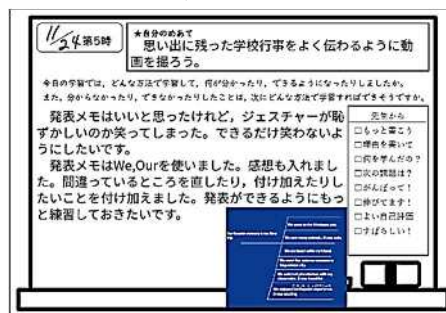 11/24 第5時
★自分のめあて
思い出に残った学校行事をよく伝わるように動
画を撮ろう。
今日の学習では、どんな方法で学習して、何が分かったり、できるようになったりしましたか。
また、分からなかったり、できなかったりしたことは、次にどんな方法で学習すればできそうですか。
発表メモはいいと思ったけれど，ジェスチャーが恥
ずかしいのか笑ってしまった。できるだけ笑わないよ
うにしたいです。
発表メモはWe,Ourを使いました。感想も入れまし
た。間違っているところを直したり，付け加えたりし
たいことを付け加えました。発表ができるようにもっ
と練習しておきたいです。
先生から
□もっと書こう
□理由を書いて
□何を学んだの？
□次の課題は？
□がんばって！
□伸びてます！
□よい自己評価
□すばらしい！